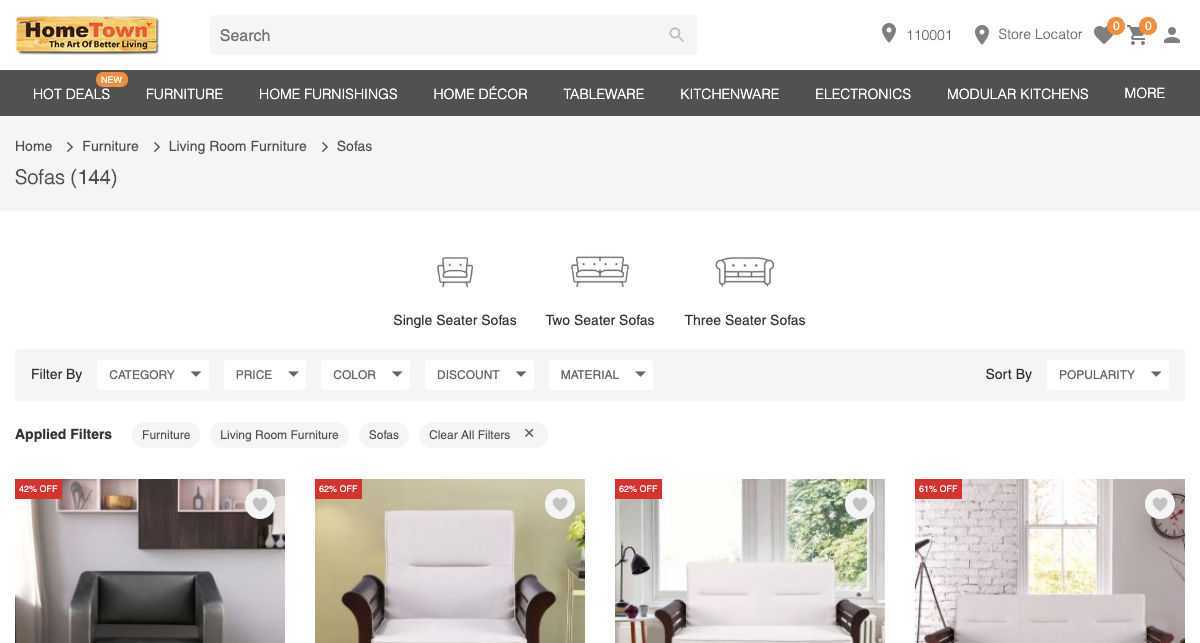 HomeTown
The Art Of Better Living
Search
110001
Store Locator
0
0
NEW
HOT DEALS
FURNITURE
HOME FURNISHINGS
HOME DÉCOR
TABLEWARE
KITCHENWARE
ELECTRONICS
MODULAR KITCHENS
MORE
Home > Furniture > Living Room Furniture > Sofas
Sofas (144)
Single Seater Sofas
Two Seater Sofas
Three Seater Sofas
Filter By
CATEGORY
PRICE
COLOR
DISCOUNT
MATERIAL
Sort By
POPULARITY
Applied Filters
Furniture
Living Room Furniture
Sofas
Clear All Filters ✕
42% OFF
62% OFF
62% OFF
61% OFF